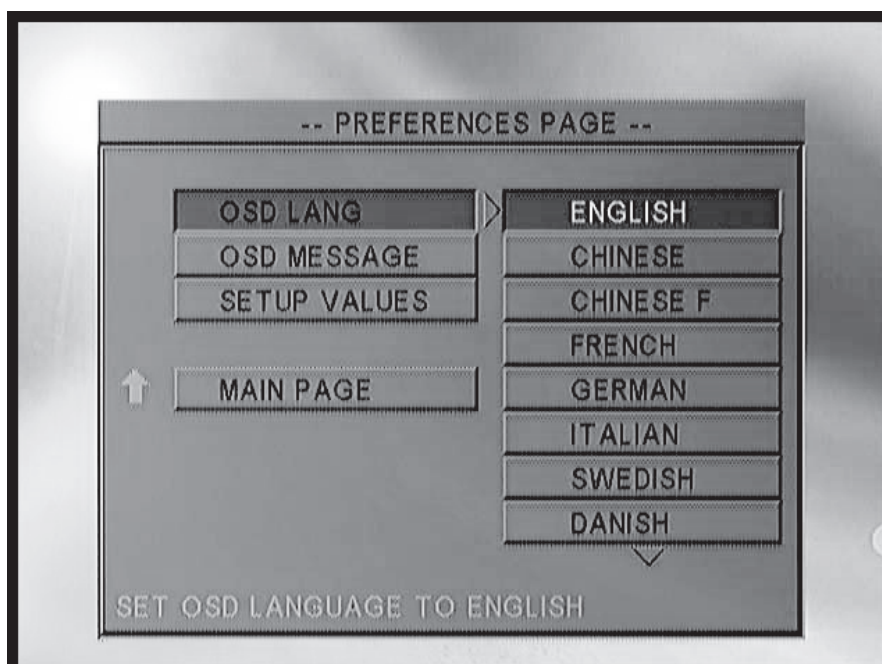 -- PREFERENCES PAGE --
OSD LANG
OSD MESSAGE
SETUP VALUES
MAIN PAGE
ENGLISH
CHINESE
CHINESE F
FRENCH
GERMAN
ITALIAN
SWEDISH
DANISH
SET OSD LANGUAGE TO ENGLISH